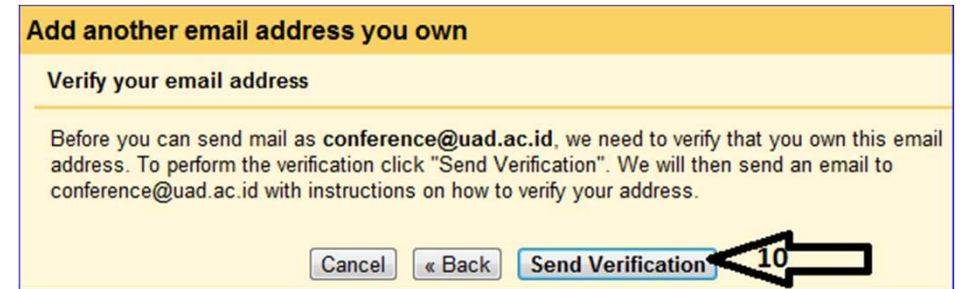 Add another email address you own
Verify your email address
Before you can send mail as conference@uad.ac.id, we need to verify that you own this email
address. To perform the verification click "Send Verification". We will then send an email to
conference@uad.ac.id with instructions on how to verify your address.
Cancel « Back Send Verification 10